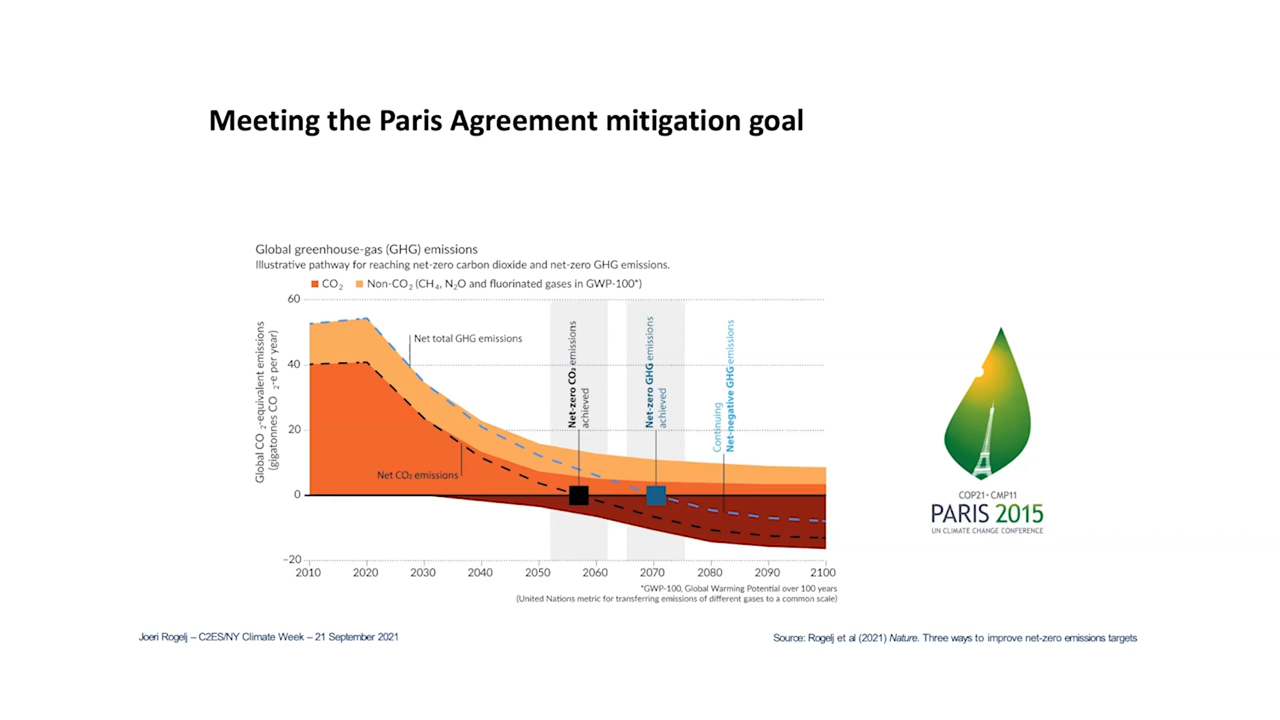 Meeting the Paris Agreement mitigation goal
Global greenhouse-gas (GHG) emissions
Illustrative pathway for reaching net-zero carbon dioxide and net-zero GHG emissions.
CO₂ Non-CO₂ (CH₄, N₂O and fluorinated gases in GWP-100*)
Global CO ₂-equivalent emissions
(gigatonnes CO ₂-e per year)
60
40
20
0
–20
Net total GHG emissions
Net CO₂ emissions
Net-zero CO₂ emissions
achieved
Net-zero GHG emissions
achieved
Continuing
Net-negative GHG emissions
2010 2020 2030 2040 2050 2060 2070 2080 2090 2100
*GWP-100, Global Warming Potential over 100 years
(United Nations metric for transferring emissions of different gases to a common scale)
COP21·CMP11
PARIS 2015
UN CLIMATE CHANGE CONFERENCE
Joeri Rogelj – C2ES/NY Climate Week – 21 September 2021
Source: Rogelj et al (2021) Nature. Three ways to improve net-zero emissions targets